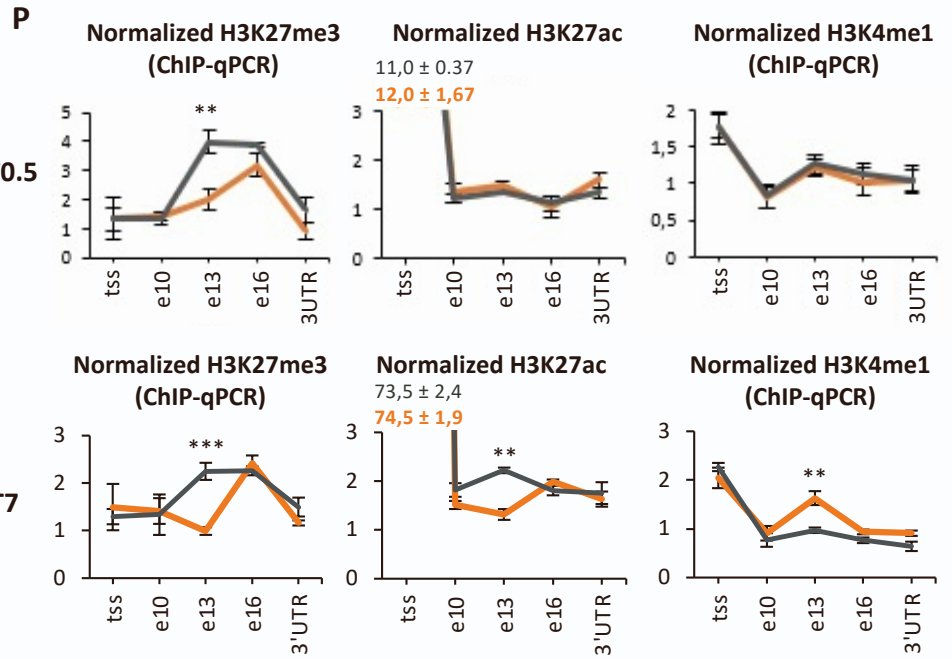 P
Normalized H3K27me3
(ChIP-qPCR)
Normalized H3K27ac
11,0 ± 0.37
12,0 ± 1,67
Normalized H3K4me1
(ChIP-qPCR)
0.5
5
4
3
2
1
0
**
tss
e10
e13
e16
3UTR
3
2
1
tss
e10
e13
e16
3UTR
2
1,5
1
0,5
0
tss
e10
e13
e16
3UTR
Normalized H3K27me3
(ChIP-qPCR)
Normalized H3K27ac
73,5 ± 2,4
74,5 ± 1,9
Normalized H3K4me1
(ChIP-qPCR)
T7
3
2
1
0
***
tss
e10
e13
e16
3'UTR
3
2
1
0
**
tss
e10
e13
e16
3'UTR
3
2
1
0
**
tss
e10
e13
e16
3'UTR